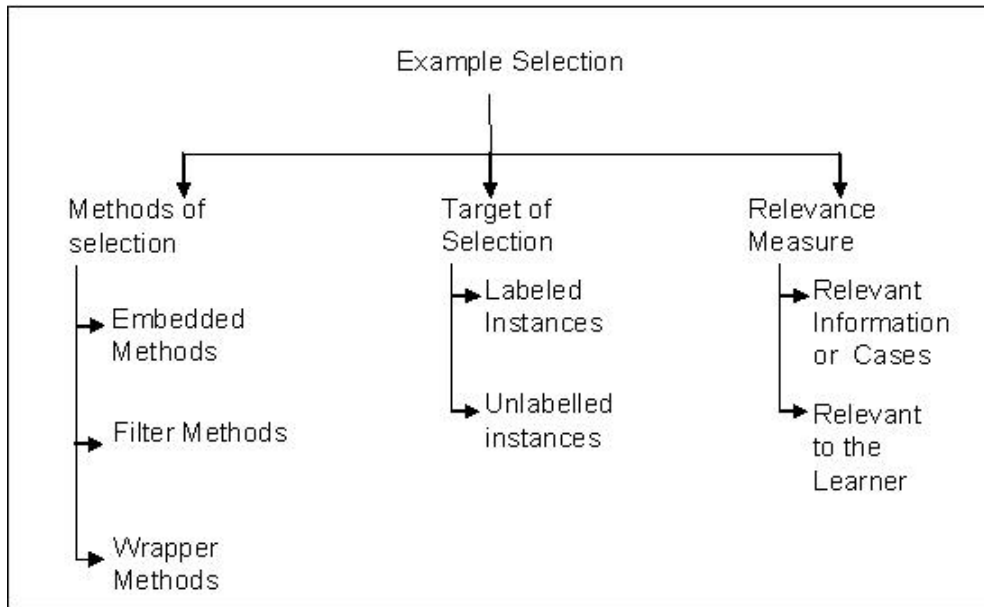 Example Selection
Methods of
selection
Embedded
Methods
Filter Methods
Wrapper
Methods
Target of
Selection
Labeled
Instances
Unlabelled
instances
Relevance
Measure
Relevant
Information
or Cases
Relevant
to the
Learner